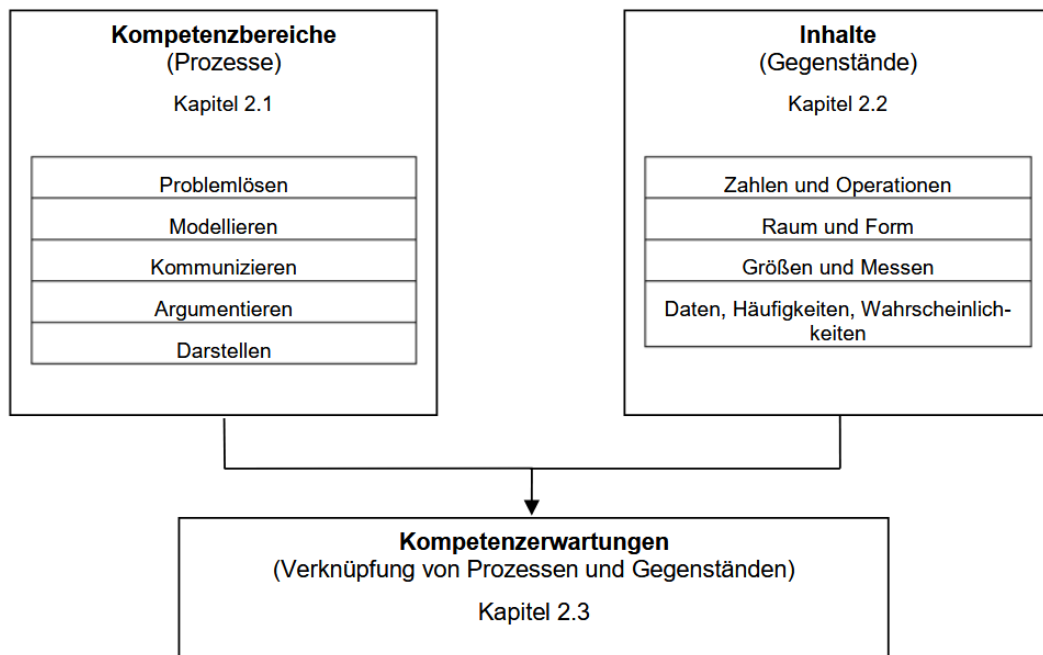 Kompetenzbereiche
(Prozesse)
Kapitel 2.1
Problemlösen
Modellieren
Kommunizieren
Argumentieren
Darstellen
Inhalte
(Gegenstände)
Kapitel 2.2
Zahlen und Operationen
Raum und Form
Größen und Messen
Daten, Häufigkeiten, Wahrscheinlich-
keiten
Kompetenzerwartungen
(Verknüpfung von Prozessen und Gegenständen)
Kapitel 2.3